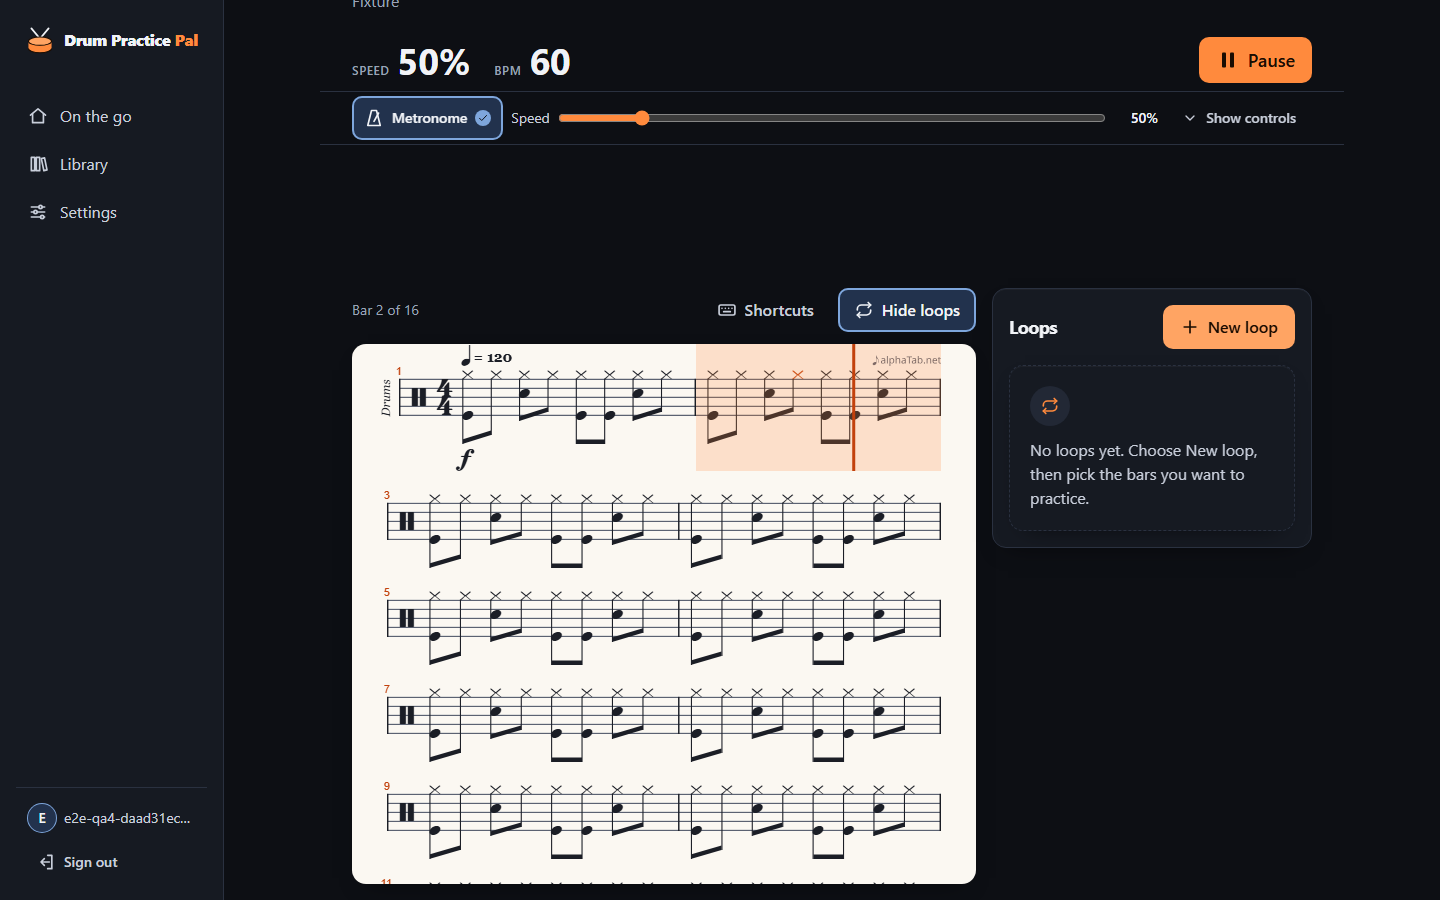 Drum Practice Pal
On the go
Library
Settings
E
e2e-qa4-daad31ec...
Sign out
Fixture
SPEED 50% BPM 60
Pause
Metronome
Speed
50%
Show controls
Bar 2 of 16
Shortcuts
Hide loops
= 120
alphaTab.net
1
Drums
4
4
f
3
5
7
9
11
Loops
New loop
No loops yet. Choose New loop,
then pick the bars you want to
practice.